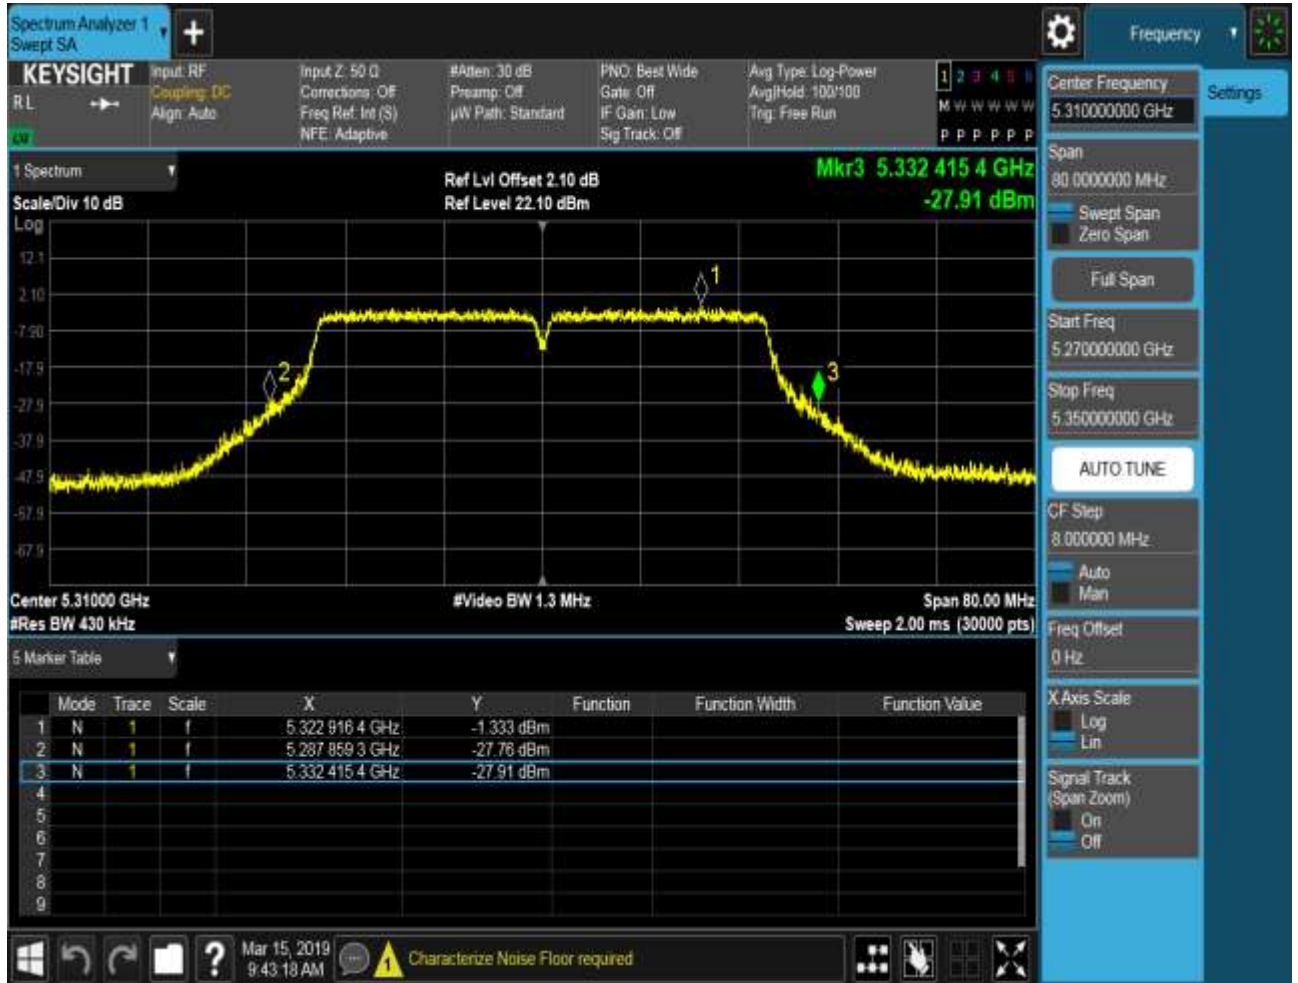 Spectrum Analyzer 1
Swept SA
+
Frequency
KEYSIGHT
RL
Input: RF
Coupling: DC
Align: Auto
Input Z: 50 Ω
Corrections: Off
Freq Ref: Int (S)
NFE: Adaptive
#Atten: 30 dB
Preamp: Off
µW Path: Standard
PNO: Best Wide
Gate: Off
IF Gain: Low
Sig Track: Off
Avg Type: Log-Power
Avg|Hold: 100/100
Trig: Free Run
1 2 3 4 5 6
M W W W W W
P P P P P P
1 Spectrum
Scale/Div 10 dB
Ref Lvl Offset 2.10 dB
Ref Level 22.10 dBm
Mkr3 5.332 415 4 GHz
-27.91 dBm
Log
12.1
2.10
-7.90
-17.9
-27.9
-37.9
-47.9
-57.9
-67.9
1
2
3
Center 5.31000 GHz
#Video BW 1.3 MHz
Span 80.00 MHz
#Res BW 430 kHz
Sweep 2.00 ms (30000 pts)
5 Marker Table
Mode Trace Scale X Y Function Function Width Function Value
1 N 1 f 5.322 916 4 GHz -1.333 dBm
2 N 1 f 5.287 859 3 GHz -27.76 dBm
3 N 1 f 5.332 415 4 GHz -27.91 dBm
4
5
6
7
8
9
Mar 15, 2019
9:43:18 AM
?
1
Characterize Noise Floor required
Center Frequency
5.310000000 GHz
Settings
Span
80.0000000 MHz
Swept Span
Zero Span
Full Span
Start Freq
5.270000000 GHz
Stop Freq
5.350000000 GHz
AUTO TUNE
CF Step
8.000000 MHz
Auto
Man
Freq Offset
0 Hz
X Axis Scale
Log
Lin
Signal Track
(Span Zoom)
On
Off